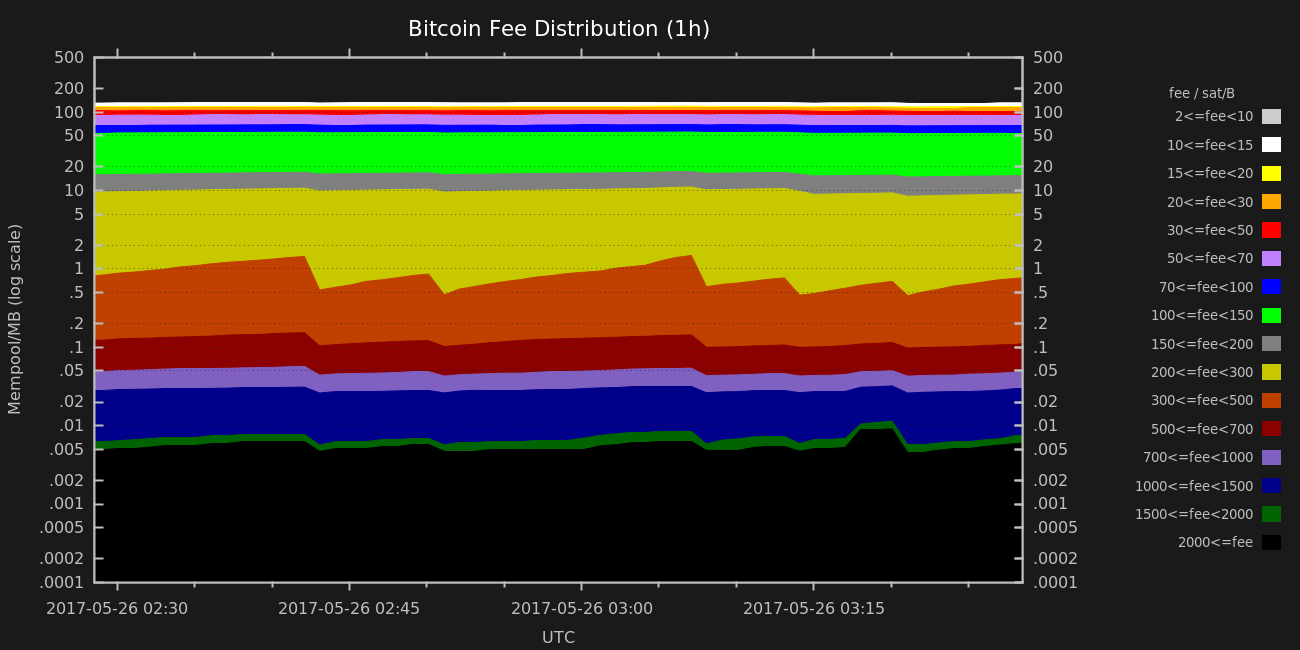 Bitcoin Fee Distribution (1h)
500
200
100
50
20
10
5
2
1
.5
.2
.1
.05
.02
.01
.005
.002
.001
.0005
.0002
.0001
Mempool/MB (log scale)
500
200
100
50
20
10
5
2
1
.5
.2
.1
.05
.02
.01
.005
.002
.001
.0005
.0002
.0001
2017-05-26 02:30
2017-05-26 02:45
2017-05-26 03:00
2017-05-26 03:15
UTC
fee / sat/B
2<=fee<10
10<=fee<15
15<=fee<20
20<=fee<30
30<=fee<50
50<=fee<70
70<=fee<100
100<=fee<150
150<=fee<200
200<=fee<300
300<=fee<500
500<=fee<700
700<=fee<1000
1000<=fee<1500
1500<=fee<2000
2000<=fee